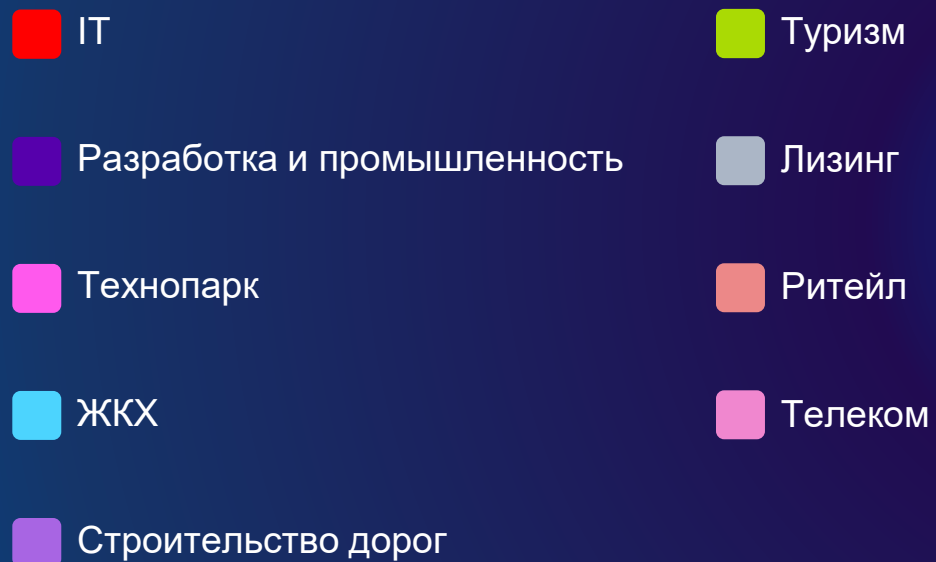 IT
Разработка и промышленность
Технопарк
ЖКХ
Строительство дорог
Туризм
Лизинг
Ритейл
Телеком